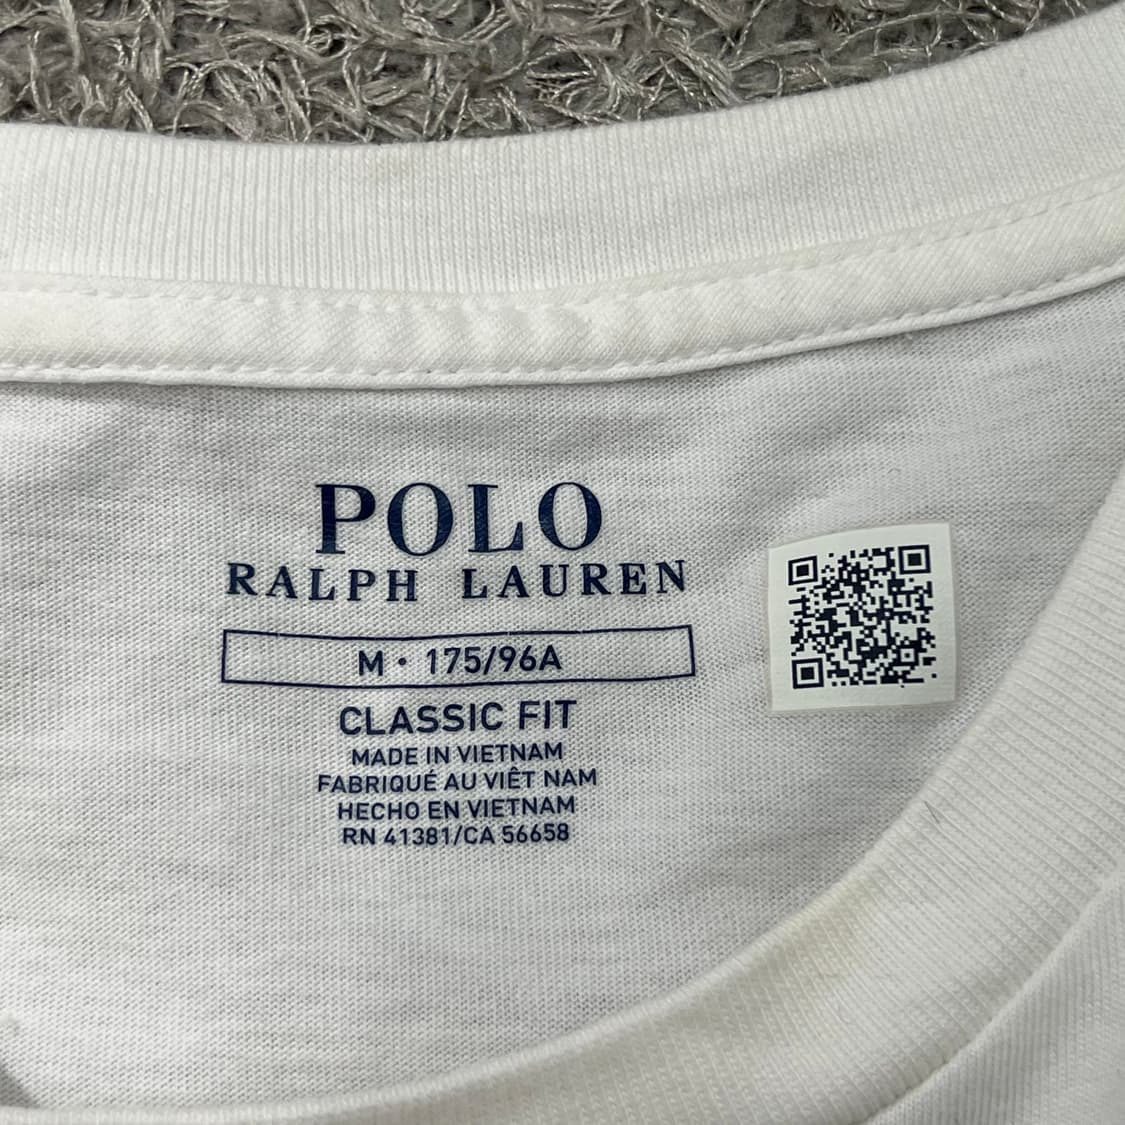 POLO
RALPH LAUREN
M • 175/96A
CLASSIC FIT
MADE IN VIETNAM
FABRIQUÉ AU VIÊT NAM
HECHO EN VIETNAM
RN 41381/CA 56658